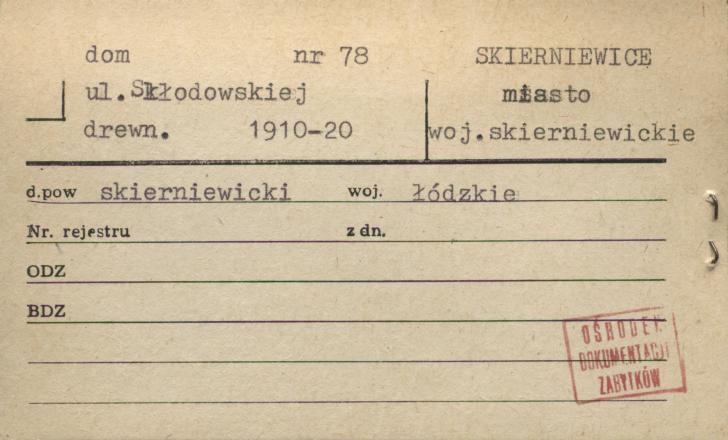 dom nr 78 SKIERNIEWICE
ul. Skłodowskiej miasto
drewn. 1910-20 woj.skierniewickie
d.pow skierniewicki woj. łódzkie
Nr. rejestru z dn.
ODZ
BDZ
OŚRODEK
DOKUMENTACJI
ZABYTKÓW